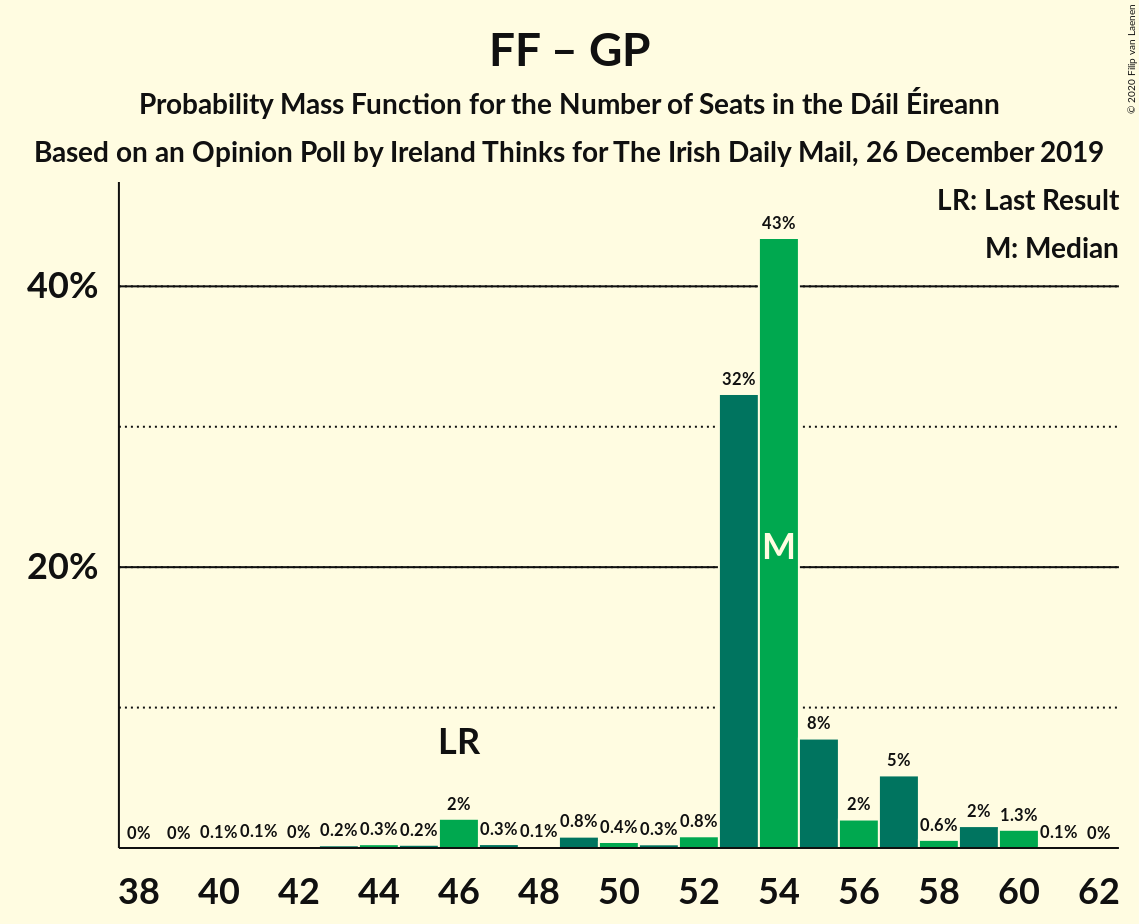 FF – GP
Probability Mass Function for the Number of Seats in the Dáil Éireann
Based on an Opinion Poll by Ireland Thinks for The Irish Daily Mail, 26 December 2019
© 2020 Filip van Laenen
LR: Last Result
M: Median
40%
20%
0% 0% 0.1% 0.1% 0% 0.2% 0.3% 0.2% 2% 0.3% 0.1% 0.8% 0.4% 0.3% 0.8% 32% 43% 8% 2% 5% 0.6% 2% 1.3% 0.1% 0%
LR
M
38 40 42 44 46 48 50 52 54 56 58 60 62